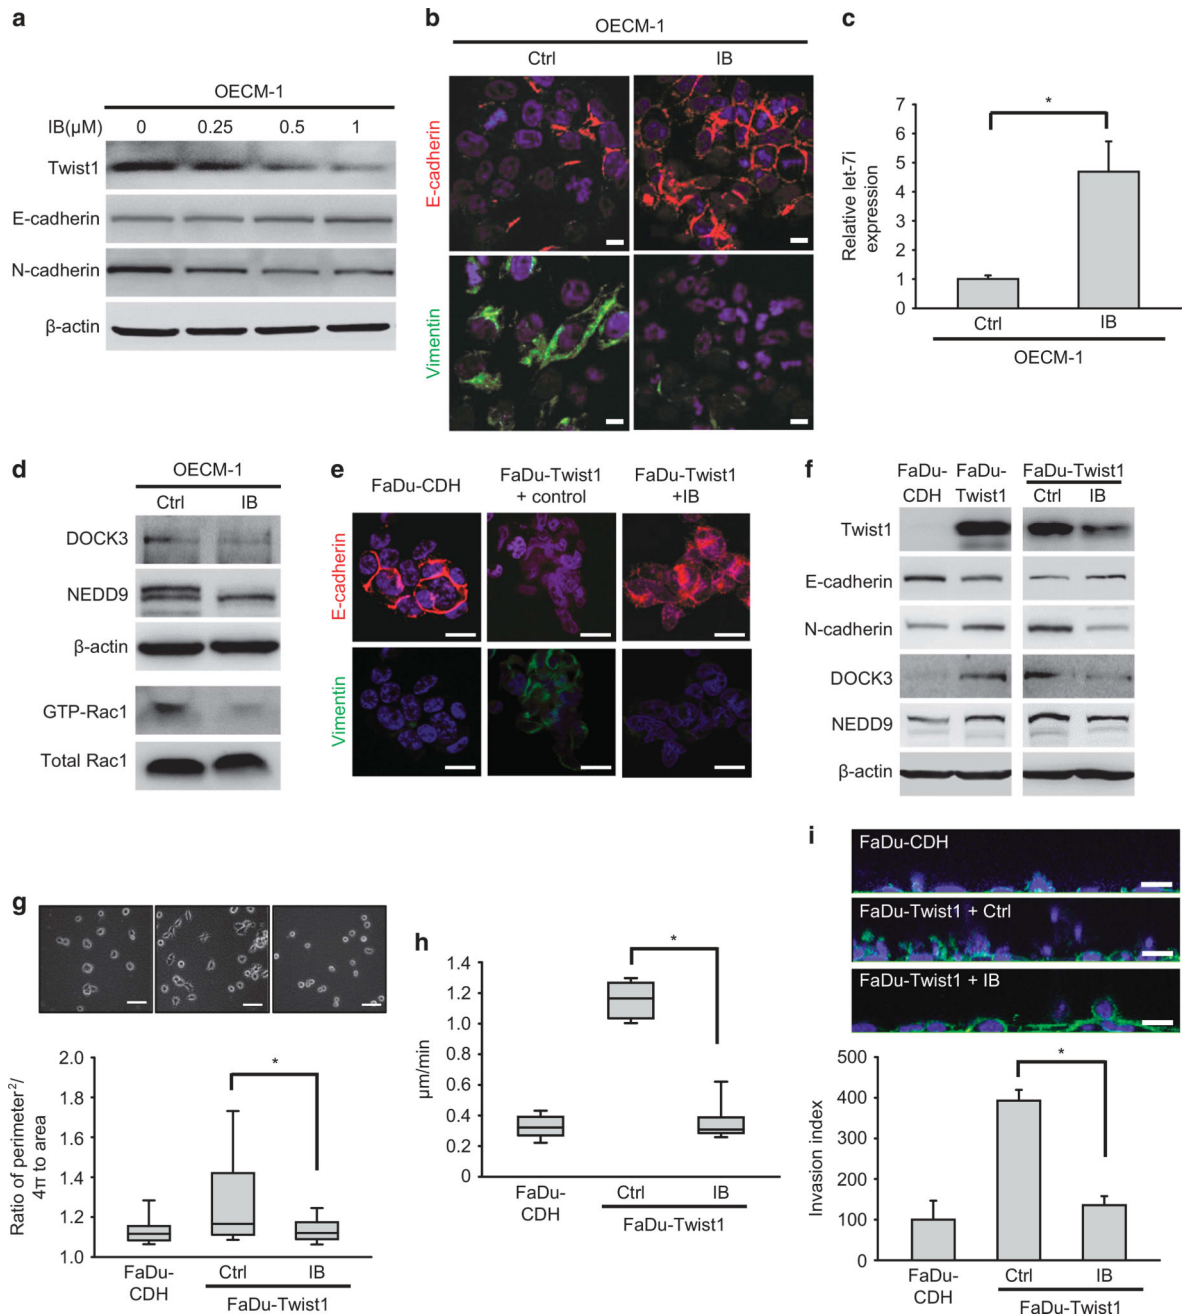 a
OECM-1
IB(µM) 0 0.25 0.5 1
Twist1
E-cadherin
N-cadherin
β-actin
b
OECM-1
Ctrl IB
E-cadherin
Vimentin
c
Relative let-7i
expression
7
6
5
4
3
2
1
0
*
Ctrl IB
OECM-1
d
OECM-1
Ctrl IB
DOCK3
NEDD9
β-actin
GTP-Rac1
Total Rac1
e
FaDu-CDH
FaDu-Twist1
+ control
FaDu-Twist1
+IB
E-cadherin
Vimentin
f
FaDu-
CDH
FaDu-
Twist1
FaDu-Twist1
Ctrl IB
Twist1
E-cadherin
N-cadherin
DOCK3
NEDD9
β-actin
g
Ratio of perimeter²/
4π to area
2.0
1.8
1.6
1.4
1.2
1.0
*
FaDu-
CDH
Ctrl IB
FaDu-Twist1
h
µm/min
1.4
1.2
1.0
0.8
0.6
0.4
0.2
0
*
FaDu-
CDH
Ctrl IB
FaDu-Twist1
i
FaDu-CDH
FaDu-Twist1 + Ctrl
FaDu-Twist1 + IB
Invasion index
500
400
300
200
100
0
*
FaDu-
CDH
Ctrl IB
FaDu-Twist1